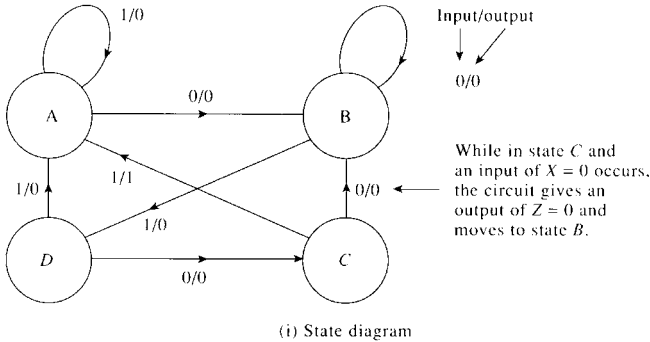 1/0
Input/output
0/0
0/0
A
B
While in state C and
an input of X = 0 occurs,
the circuit gives an
output of Z = 0 and
moves to state B.
1/0
1/1
1/0
0/0
D
C
0/0
(i) State diagram